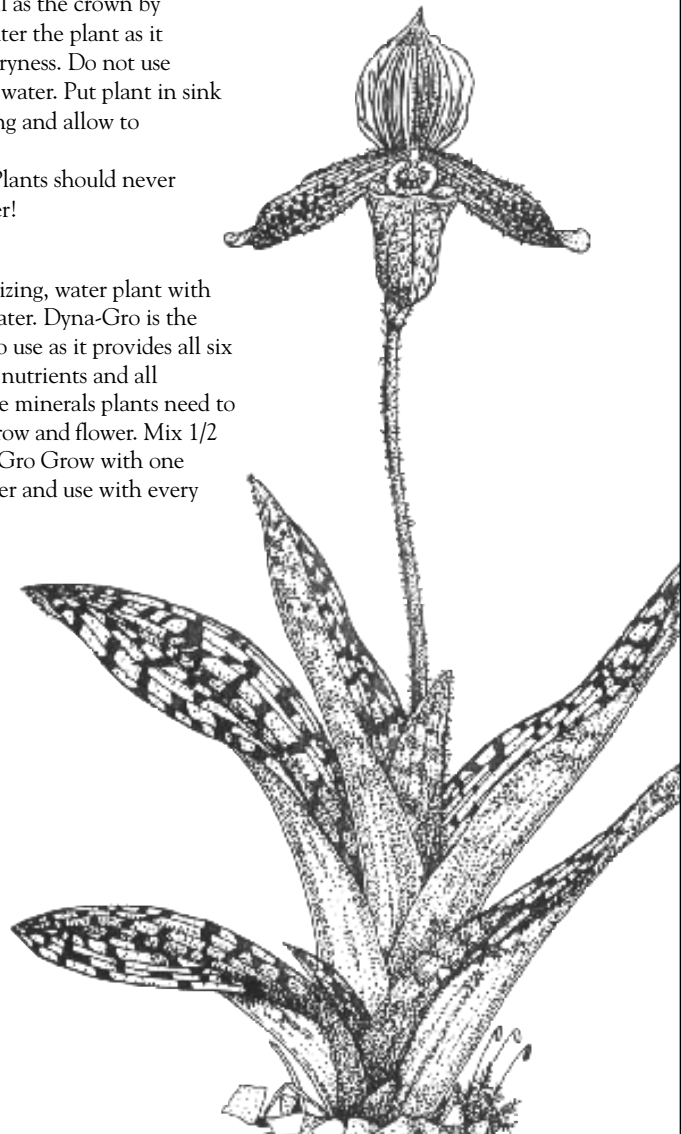 l as the crown by
ter the plant as it
ryness. Do not use
water. Put plant in sink
ng and allow to
Plants should never
er!
izing, water plant with
ater. Dyna-Gro is the
o use as it provides all six
nutrients and all
e minerals plants need to
row and flower. Mix 1/2
Gro Grow with one
er and use with every